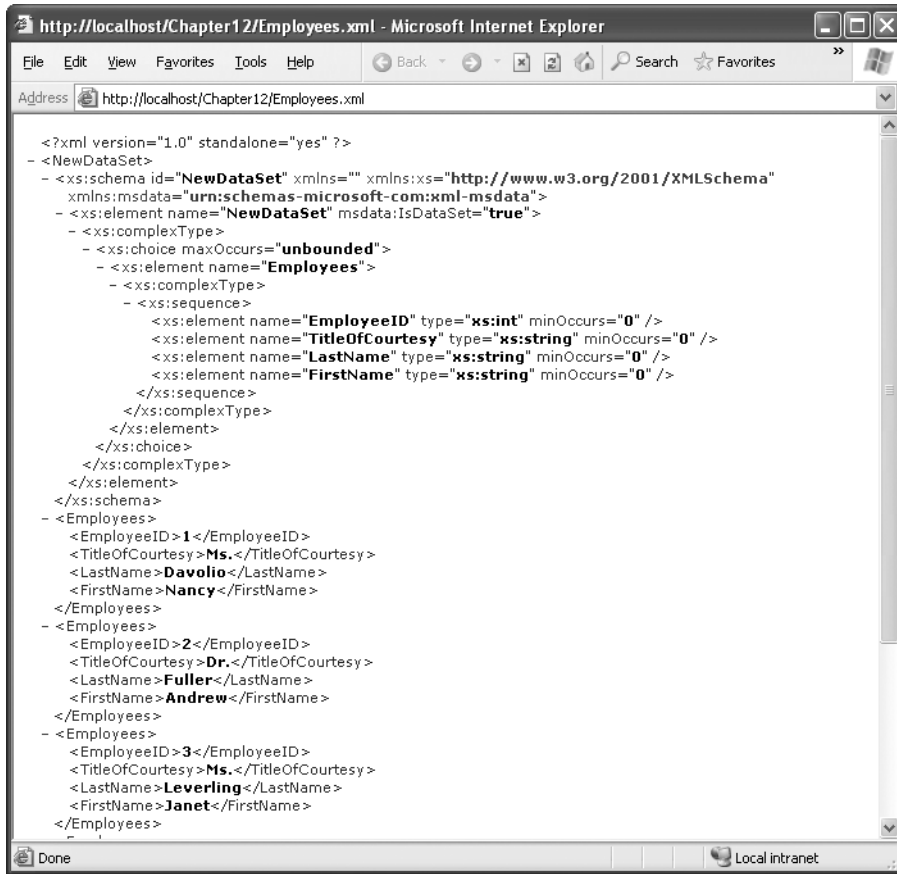 http://localhost/Chapter12/Employees.xml - Microsoft Internet Explorer
File Edit View Favorites Tools Help Back Search Favorites »
Address http://localhost/Chapter12/Employees.xml
<?xml version="1.0" standalone="yes" ?>
- <NewDataSet>
- <xs:schema id="NewDataSet" xmlns="" xmlns:xs="http://www.w3.org/2001/XMLSchema"
xmlns:msdata="urn:schemas-microsoft-com:xml-msdata">
- <xs:element name="NewDataSet" msdata:IsDataSet="true">
- <xs:complexType>
- <xs:choice maxOccurs="unbounded">
- <xs:element name="Employees">
- <xs:complexType>
- <xs:sequence>
<xs:element name="EmployeeID" type="xs:int" minOccurs="0" />
<xs:element name="TitleOfCourtesy" type="xs:string" minOccurs="0" />
<xs:element name="LastName" type="xs:string" minOccurs="0" />
<xs:element name="FirstName" type="xs:string" minOccurs="0" />
</xs:sequence>
</xs:complexType>
</xs:element>
</xs:choice>
</xs:complexType>
</xs:element>
</xs:schema>
- <Employees>
<EmployeeID>1</EmployeeID>
<TitleOfCourtesy>Ms.</TitleOfCourtesy>
<LastName>Davolio</LastName>
<FirstName>Nancy</FirstName>
</Employees>
- <Employees>
<EmployeeID>2</EmployeeID>
<TitleOfCourtesy>Dr.</TitleOfCourtesy>
<LastName>Fuller</LastName>
<FirstName>Andrew</FirstName>
</Employees>
- <Employees>
<EmployeeID>3</EmployeeID>
<TitleOfCourtesy>Ms.</TitleOfCourtesy>
<LastName>Leverling</LastName>
<FirstName>Janet</FirstName>
</Employees>
Done Local intranet